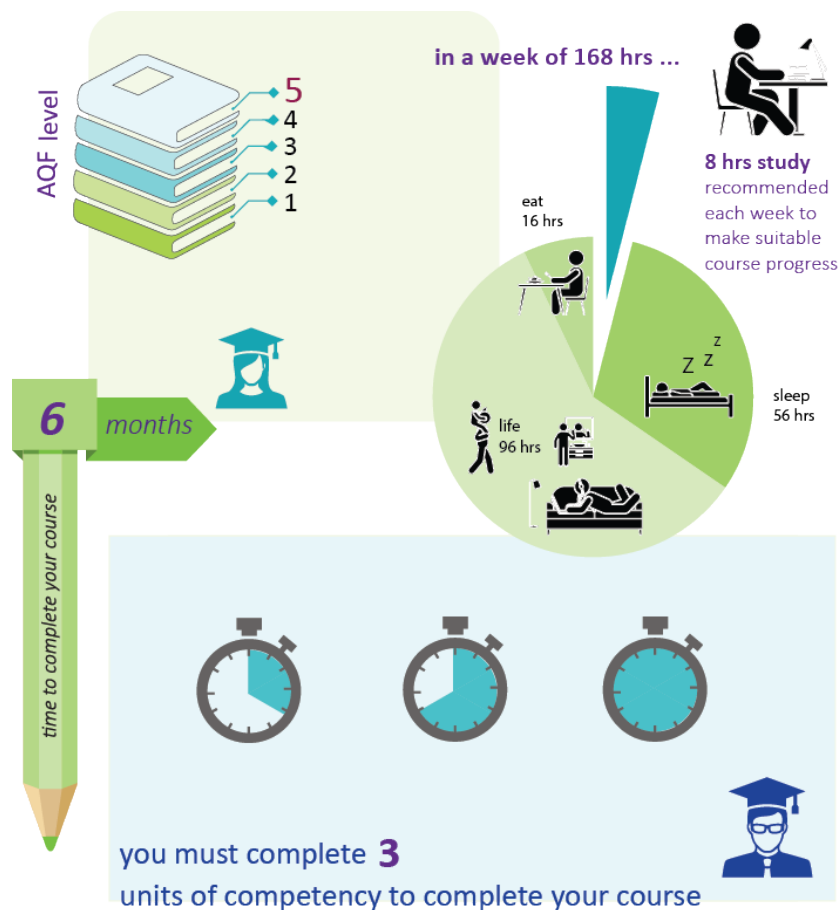 AQF level
5
4
3
2
1
in a week of 168 hrs ...
8 hrs study
recommended
each week to
make suitable
course progress
eat
16 hrs
z
Z
Z
sleep
56 hrs
life
96 hrs
6 months
time to complete your course
you must complete 3
units of competency to complete your course